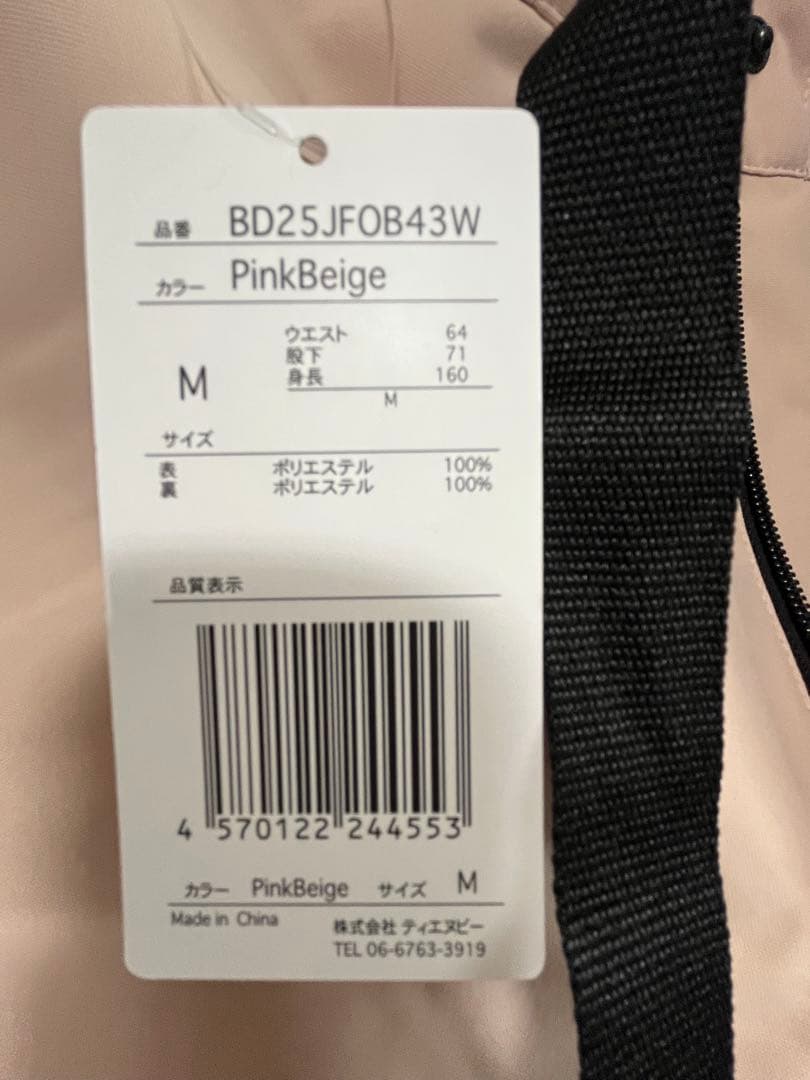 品番 BD25JFOB43W
カラー PinkBeige
ウエスト 64
股下 71
身長 160
M
M
サイズ
表 ポリエステル 100%
裏 ポリエステル 100%
品質表示
4 570122 244553
カラー PinkBeige サイズ M
Made in China 株式会社 ティエヌピー
TEL 06-6763-3919